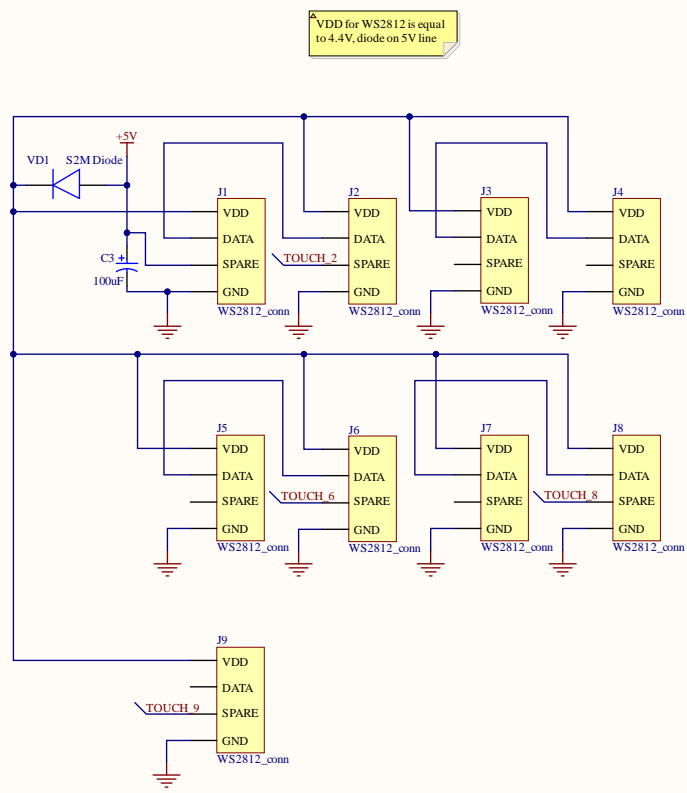 VDD for WS2812 is equal
to 4.4V, diode on 5V line
+5V
VD1 S2M Diode
C3 +
100uF
J1
VDD
DATA
SPARE
GND
WS2812_conn
J2
VDD
DATA
TOUCH_2 SPARE
GND
WS2812_conn
J3
VDD
DATA
SPARE
GND
WS2812_conn
J4
VDD
DATA
SPARE
GND
WS2812_conn
J5
VDD
DATA
SPARE
GND
WS2812_conn
J6
VDD
DATA
TOUCH_6 SPARE
GND
WS2812_conn
J7
VDD
DATA
SPARE
GND
WS2812_conn
J8
VDD
DATA
TOUCH_8 SPARE
GND
WS2812_conn
J9
VDD
DATA
TOUCH_9 SPARE
GND
WS2812_conn